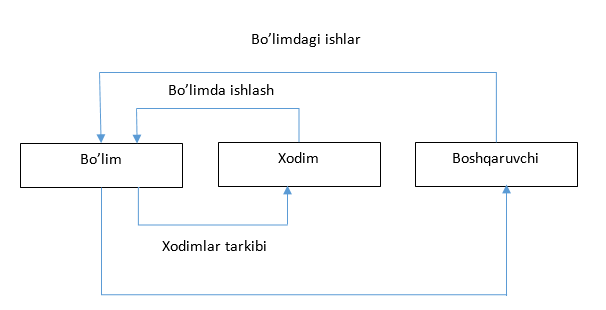 Bo’limdagi ishlar
Bo’limda ishlash
Bo’lim
Xodim
Boshqaruvchi
Xodimlar tarkibi